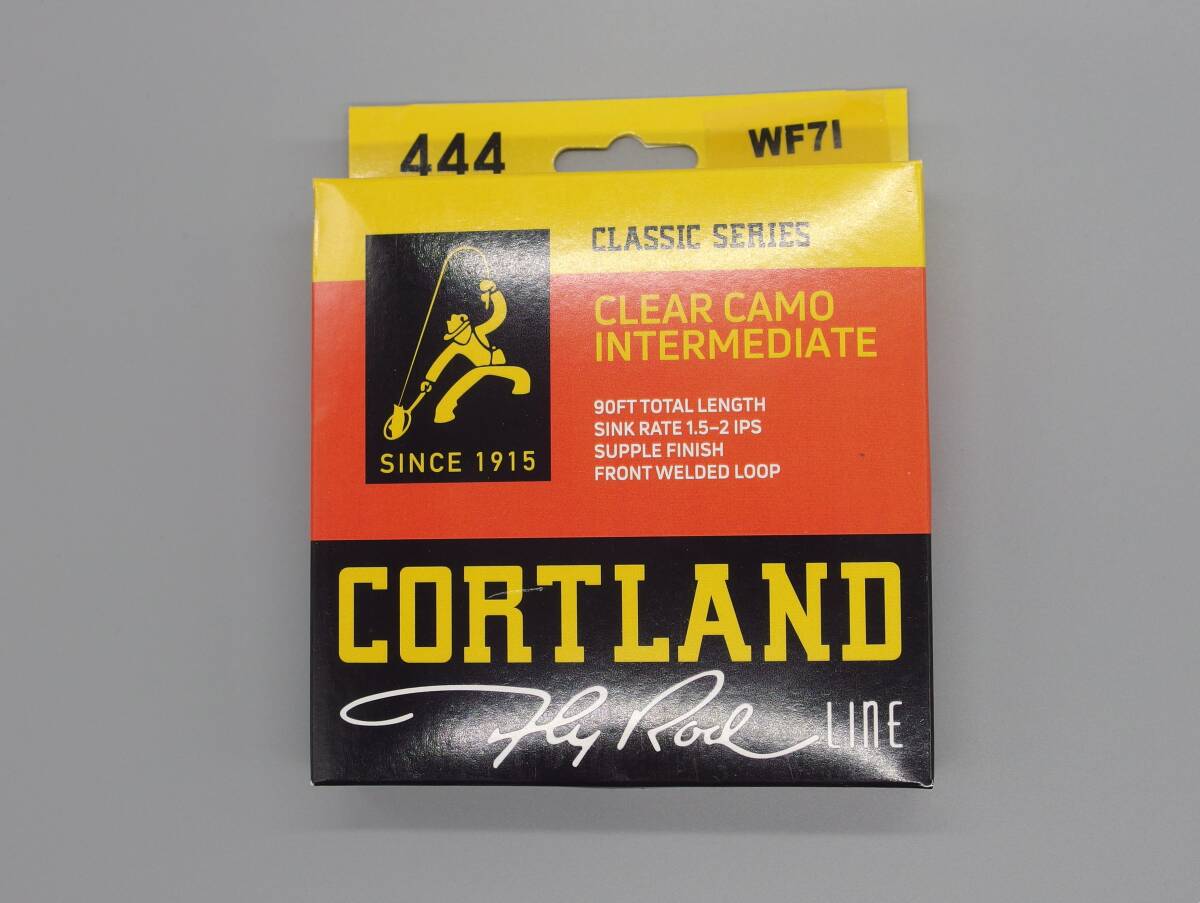 444
WF7I
CLASSIC SERIES
CLEAR CAMO
INTERMEDIATE
90FT TOTAL LENGTH
SINK RATE 1.5–2 IPS
SUPPLE FINISH
FRONT WELDED LOOP
SINCE 1915
CORTLAND
Fly Rod LINE